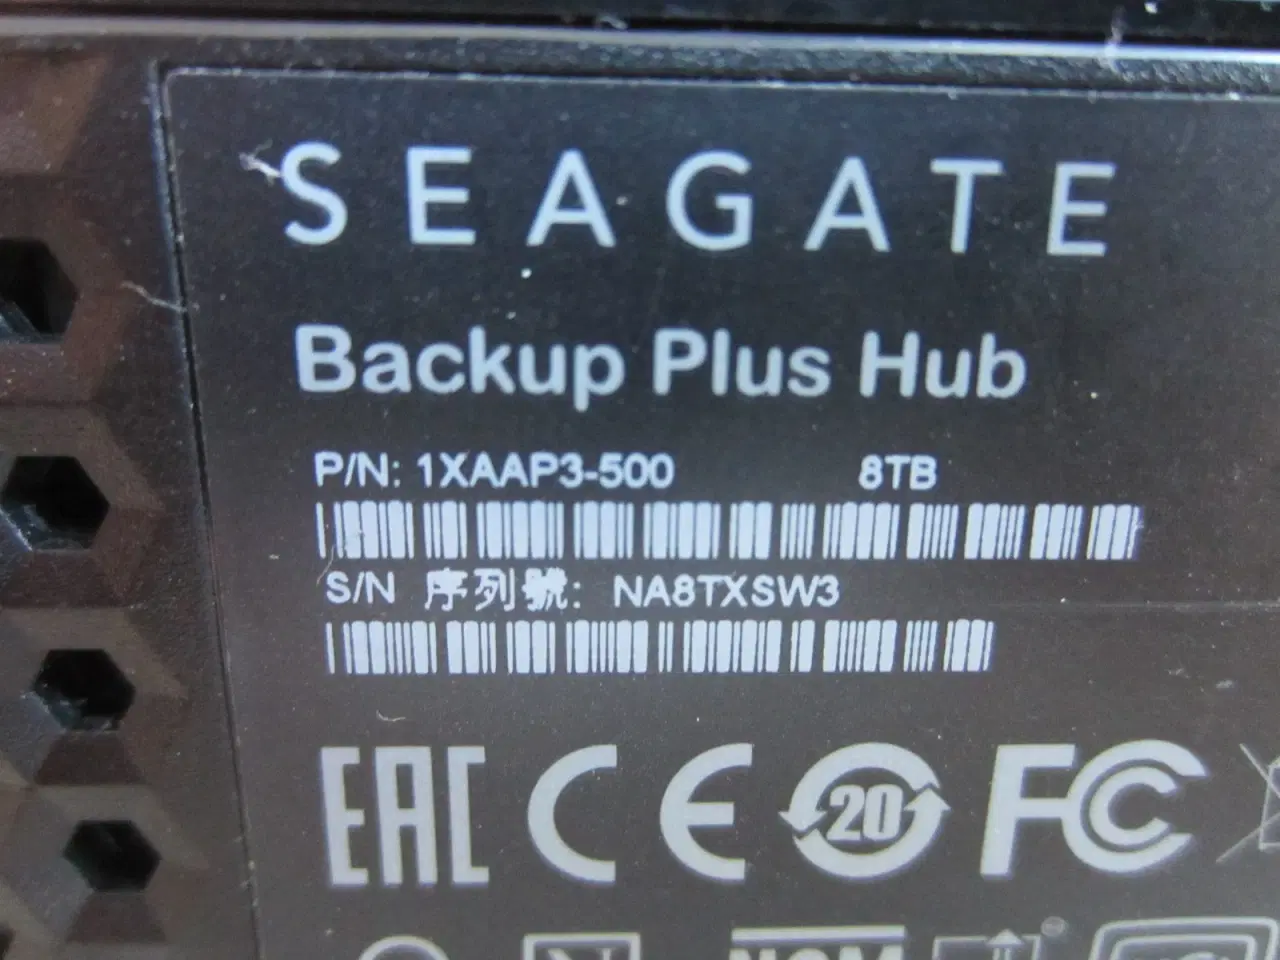 SEAGATE
Backup Plus Hub
P/N: 1XAAP3-500 8TB
S/N 序列號: NA8TXSW3
EAC CE 20 FC